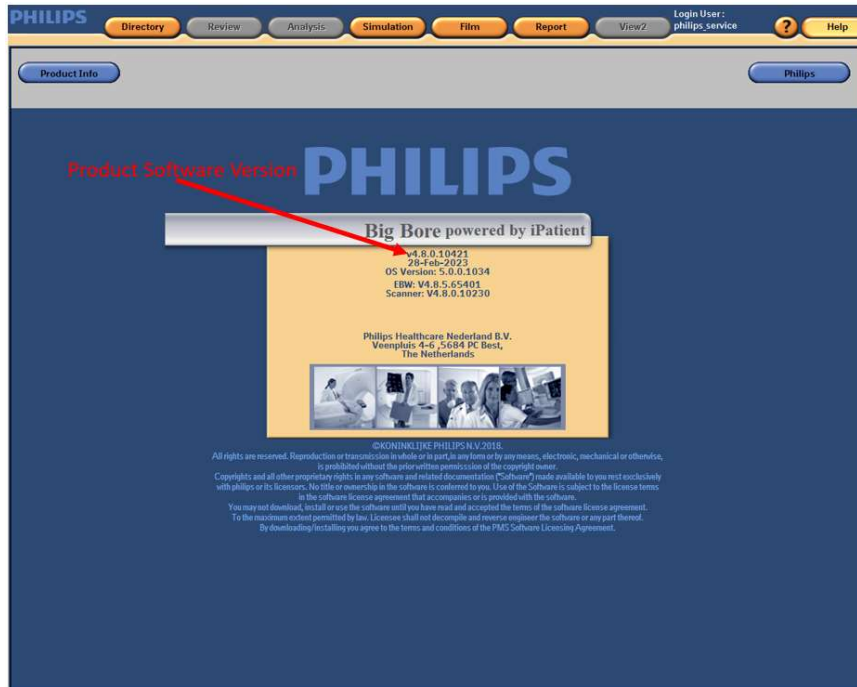 PHILIPS
Directory
Review
Analysis
Simulation
Film
Report
View2
Login User :
philips_service
?
Help
Product Info
Philips
Product Software Version
PHILIPS
Big Bore powered by iPatient
v4.8.0.10421
28-Feb-2023
OS Version: 5.0.0.1034
EBW: V4.8.5.65401
Scanner: V4.8.0.10230
Philips Healthcare Nederland B.V.
Veenpluis 4-6 ,5684 PC Best,
The Netherlands
©KONINKLIJKE PHILIPS N.V.2018.
All rights are reserved. Reproduction or transmission in whole or in part,in any form or by any means, electronic, mechanical or otherwise,
is prohibited without the prior written permisssion of the copyright owner.
Copyrights and all other proprietary rights in any software and related documentation ("Software") made available to you rest exclusively
with philips or its licensors. No title or ownership in the software is conferred to you. Use of the Software is subject to the license terms
in the software license agreement that accompanies or is provided with the software.
You may not download, install or use the software until you have read and accepted the terms of the software license agreement.
To the maximum extent permitted by law. Licensee shall not decompile and reverse engineer the software or any part thereof.
By downloading/installing you agree to the terms and conditions of the PMS Software Licensing Agreement.